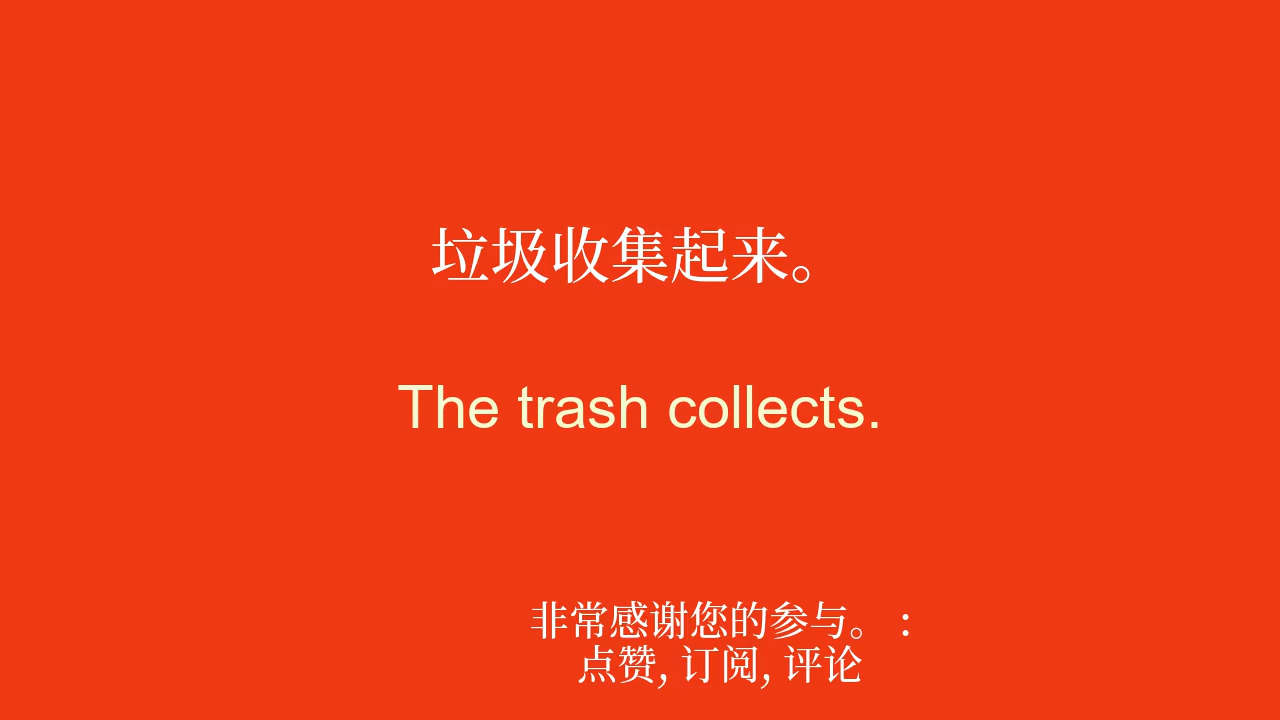 垃圾收集起来。
The trash collects.
非常感谢您的参与。 :
点赞, 订阅, 评论